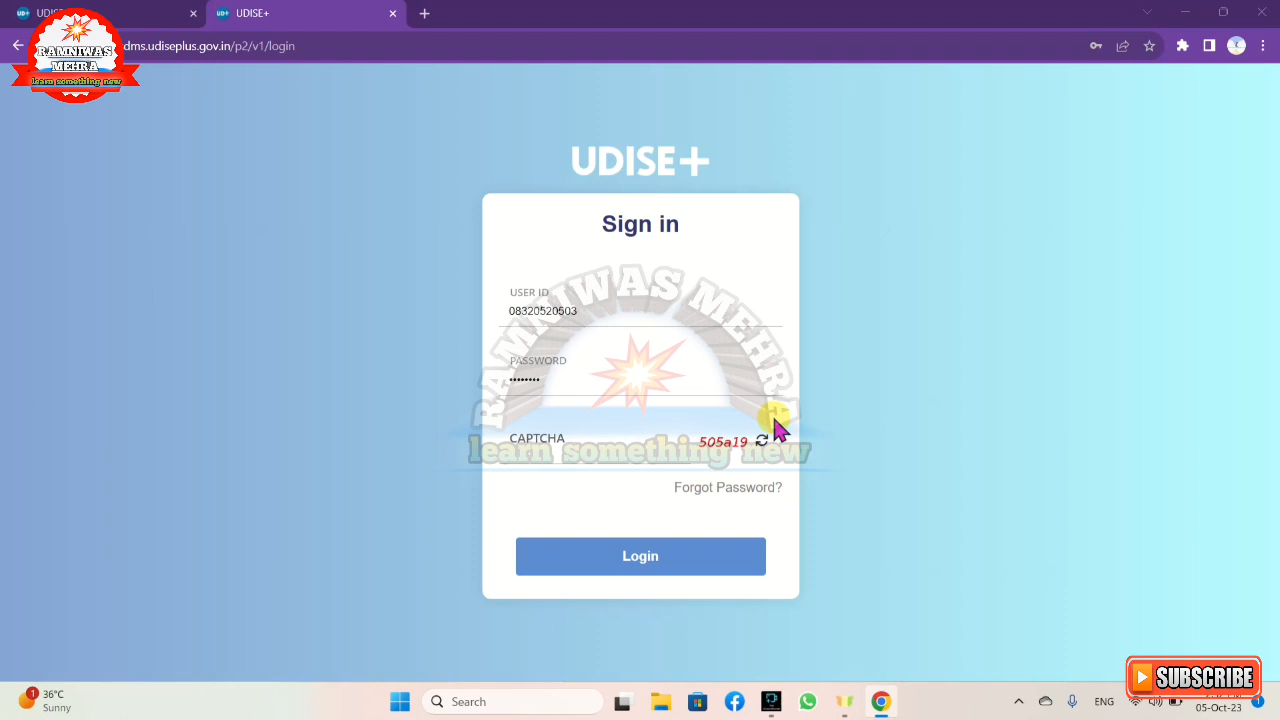 UDISE+
RAMNIWAS
MEHRA
learn something new
dms.udiseplus.gov.in/p2/v1/login
UDISE+
Sign in
RAMNIWAS MEHRA
USER ID
08320520503
PASSWORD
••••••••
CAPTCHA
505a19
learn something new
Forgot Password?
Login
SUBSCRIBE
1
36°C
Sunny
Search
ENG
05-Oct-23
1